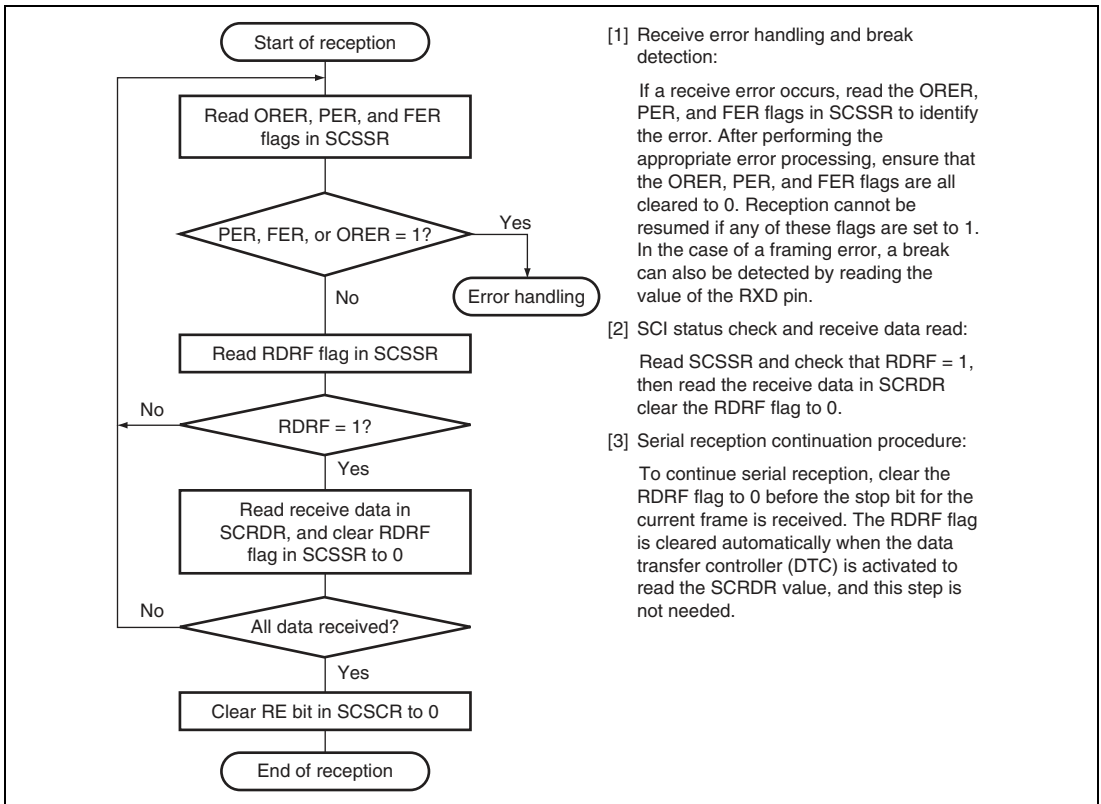 Start of reception
Read ORER, PER, and FER
flags in SCSSR
PER, FER, or ORER = 1?
Yes
Error handling
No
Read RDRF flag in SCSSR
No
RDRF = 1?
Yes
Read receive data in
SCRDR, and clear RDRF
flag in SCSSR to 0
No
All data received?
Yes
Clear RE bit in SCSCR to 0
End of reception
[1] Receive error handling and break
detection:
If a receive error occurs, read the ORER,
PER, and FER flags in SCSSR to identify
the error. After performing the
appropriate error processing, ensure that
the ORER, PER, and FER flags are all
cleared to 0. Reception cannot be
resumed if any of these flags are set to 1.
In the case of a framing error, a break
can also be detected by reading the
value of the RXD pin.
[2] SCI status check and receive data read:
Read SCSSR and check that RDRF = 1,
then read the receive data in SCRDR
clear the RDRF flag to 0.
[3] Serial reception continuation procedure:
To continue serial reception, clear the
RDRF flag to 0 before the stop bit for the
current frame is received. The RDRF flag
is cleared automatically when the data
transfer controller (DTC) is activated to
read the SCRDR value, and this step is
not needed.